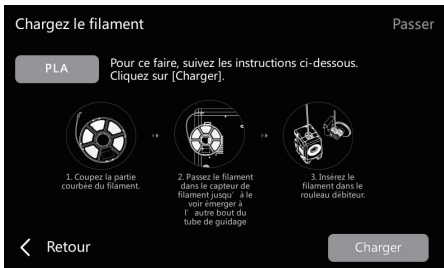 Chargez le filament
Passer
PLA
Pour ce faire, suivez les instructions ci-dessous.
Cliquez sur [Charger].
1. Coupez la partie
courbée du filament.
2. Passez le filament
dans le capteur de
filament jusqu' à le
voir émerger à
l' autre bout du
tube de guidage
3. Insérez le
filament dans le
rouleau débiteur.
Retour
Charger